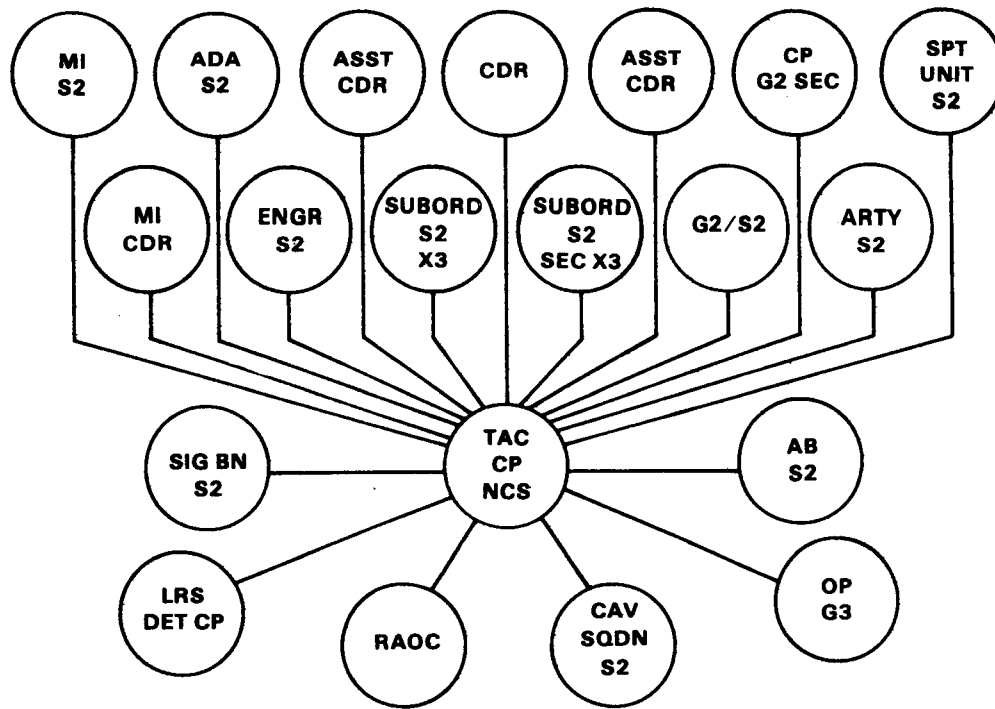 MI
S2
ADA
S2
ASST
CDR
CDR
ASST
CDR
CP
G2 SEC
SPT
UNIT
S2
MI
CDR
ENGR
S2
SUBORD
S2
X3
SUBORD
S2
SEC X3
G2/S2
ARTY
S2
TAC
CP
NCS
SIG BN
S2
AB
S2
LRS
DET CP
RAOC
CAV
SQDN
S2
OP
G3